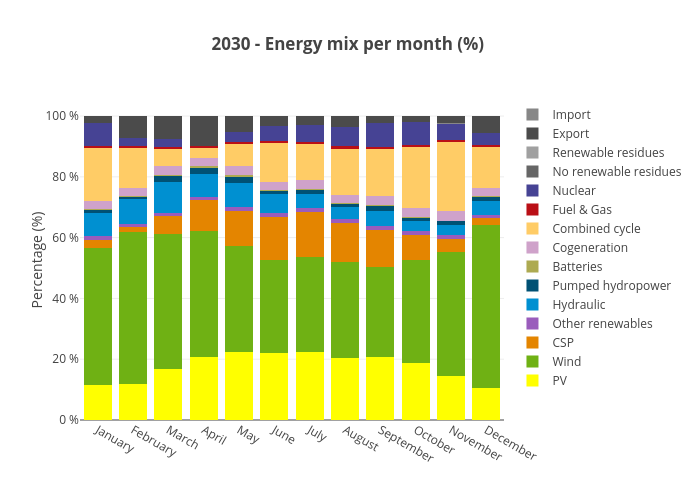 2030 - Energy mix per month (%)
Percentage (%)
100 %
80 %
60 %
40 %
20 %
0 %
January
February
March
April
May
June
July
August
September
October
November
December
Import
Export
Renewable residues
No renewable residues
Nuclear
Fuel & Gas
Combined cycle
Cogeneration
Batteries
Pumped hydropower
Hydraulic
Other renewables
CSP
Wind
PV